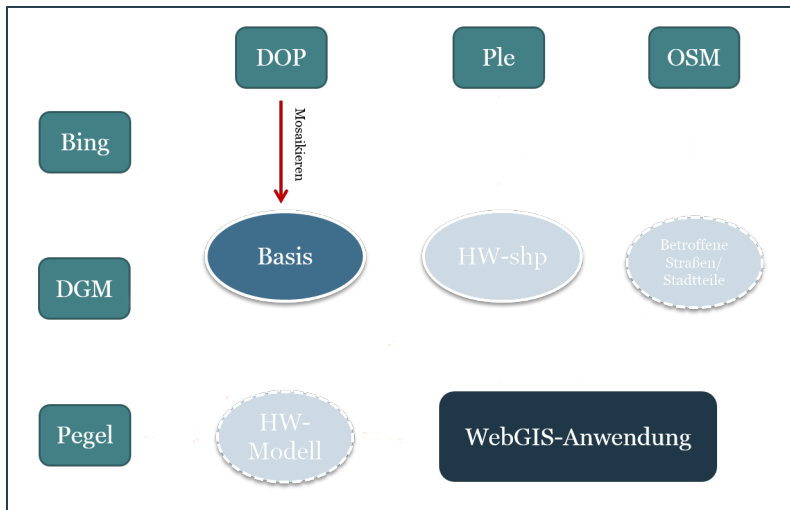 DOP
Ple
OSM
Bing
Mosaikieren
Basis
HW-shp
Betroffene
Straßen/
Stadtteile
DGM
Pegel
HW-
Modell
WebGIS-Anwendung